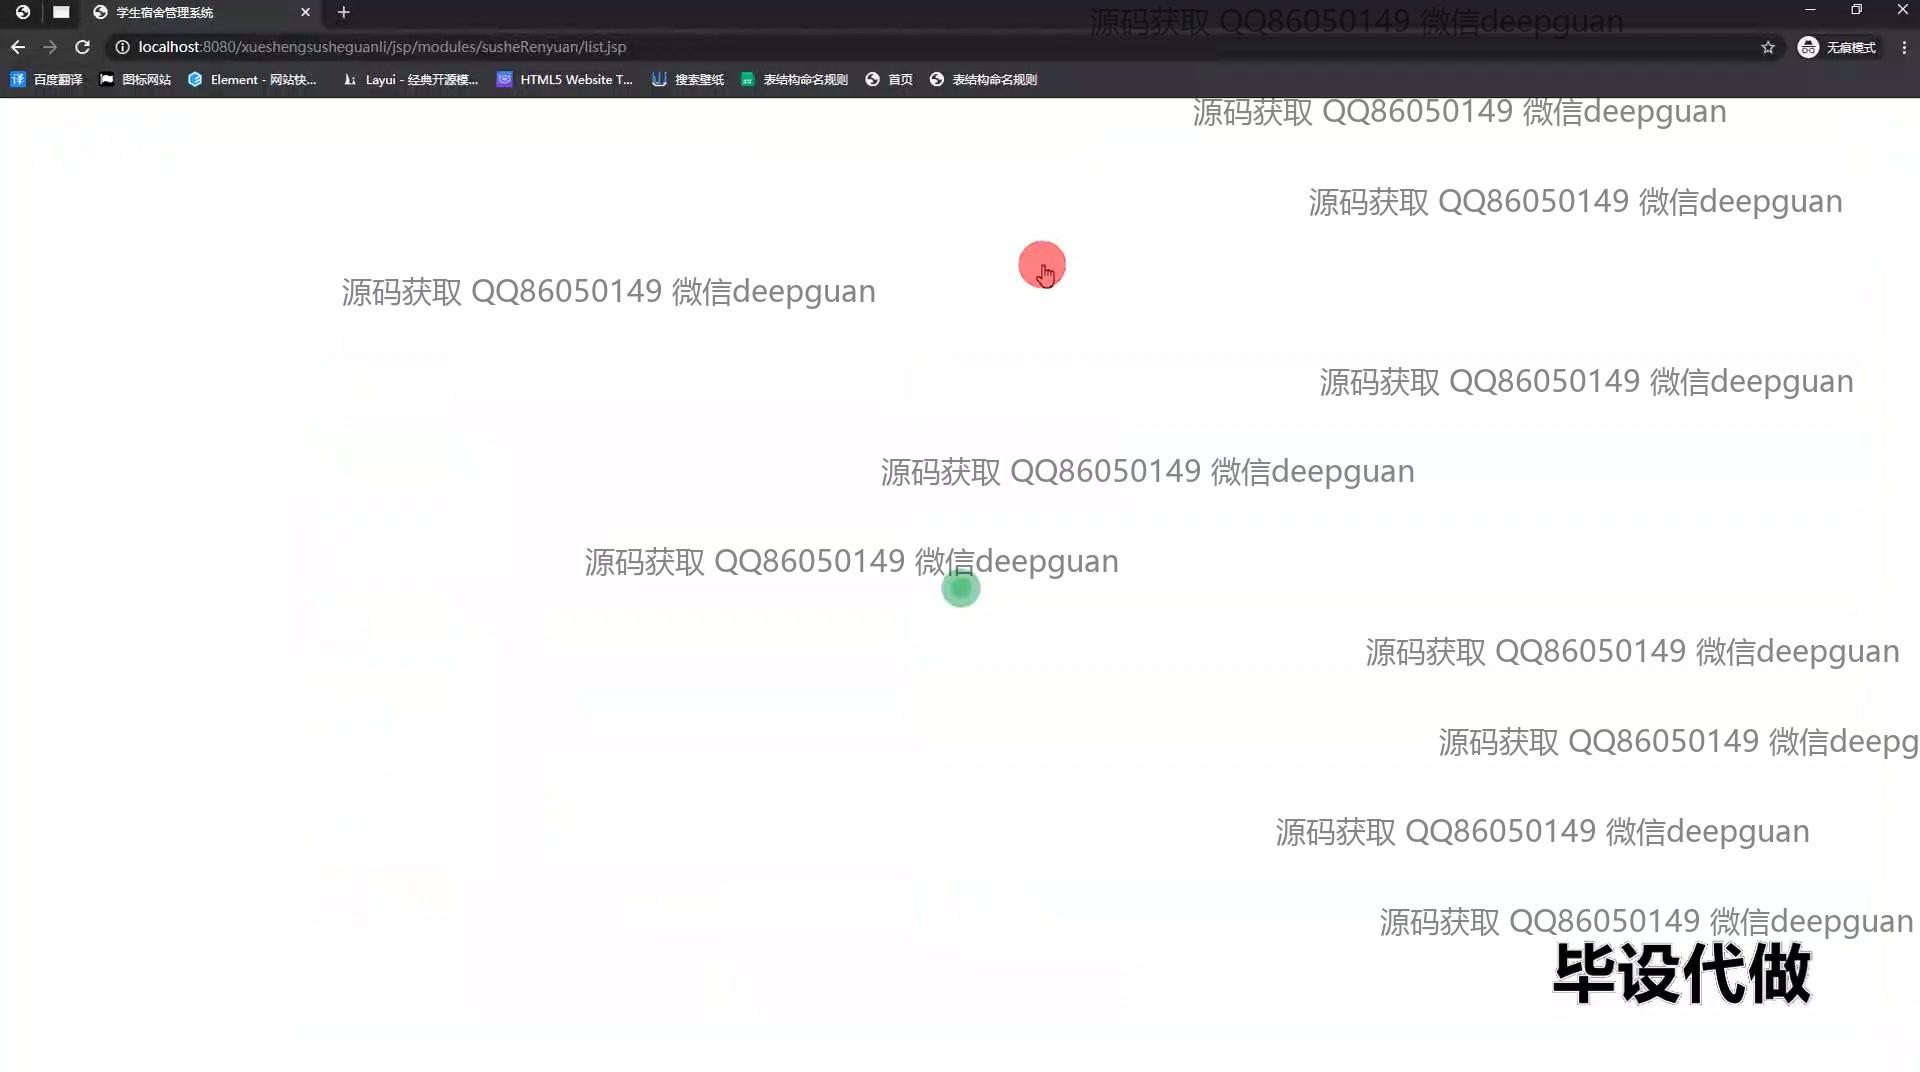 学生宿舍管理系统
源码获取 QQ86050149 微信deepguan
localhost:8080/xueshengsusheguanli/jsp/modules/susheRenyuan/list.jsp
无痕模式
百度翻译 图标网站 Element - 网站快... Layui - 经典开源模... HTML5 Website T... 搜索壁纸 表结构命名规则 首页 表结构命名规则
源码获取 QQ86050149 微信deepguan
源码获取 QQ86050149 微信deepguan
源码获取 QQ86050149 微信deepguan
源码获取 QQ86050149 微信deepguan
源码获取 QQ86050149 微信deepguan
源码获取 QQ86050149 微信deepguan
源码获取 QQ86050149 微信deepguan
源码获取 QQ86050149 微信deepg
源码获取 QQ86050149 微信deepguan
源码获取 QQ86050149 微信deepguan
毕设代做